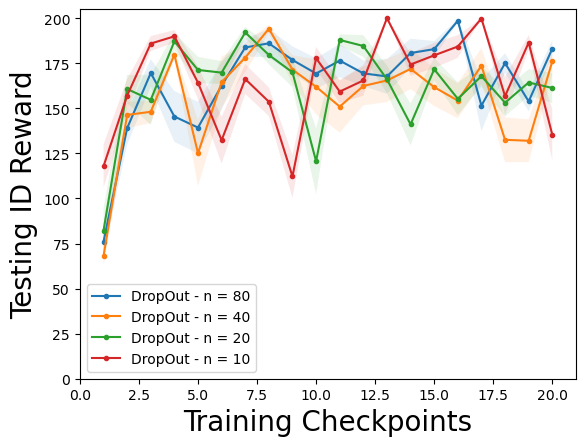 Testing ID Reward
200
175
150
125
100
75
50
25
0
DropOut - n = 80
DropOut - n = 40
DropOut - n = 20
DropOut - n = 10
0.0 2.5 5.0 7.5 10.0 12.5 15.0 17.5 20.0
Training Checkpoints